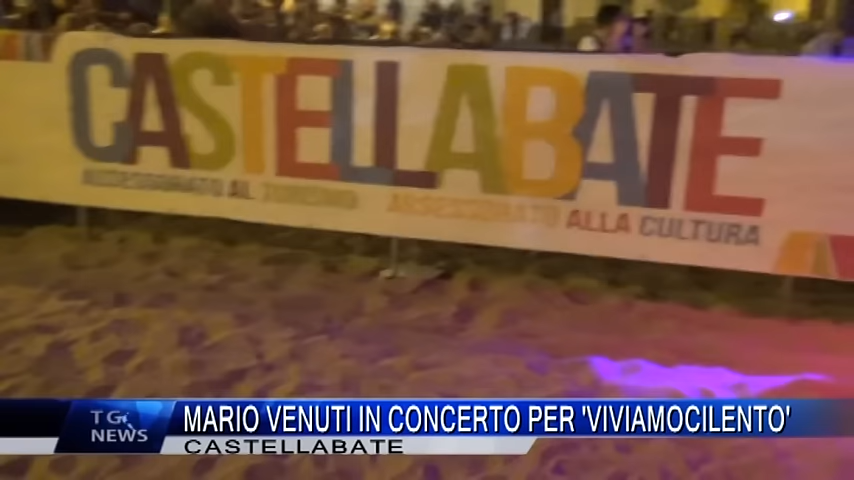 CASTELLABATE
ASSESSORATO AL TURISMO ASSESSORATO ALLA CULTURA
TG
NEWS
MARIO VENUTI IN CONCERTO PER 'VIVIAMOCILENTO'
CASTELLABATE